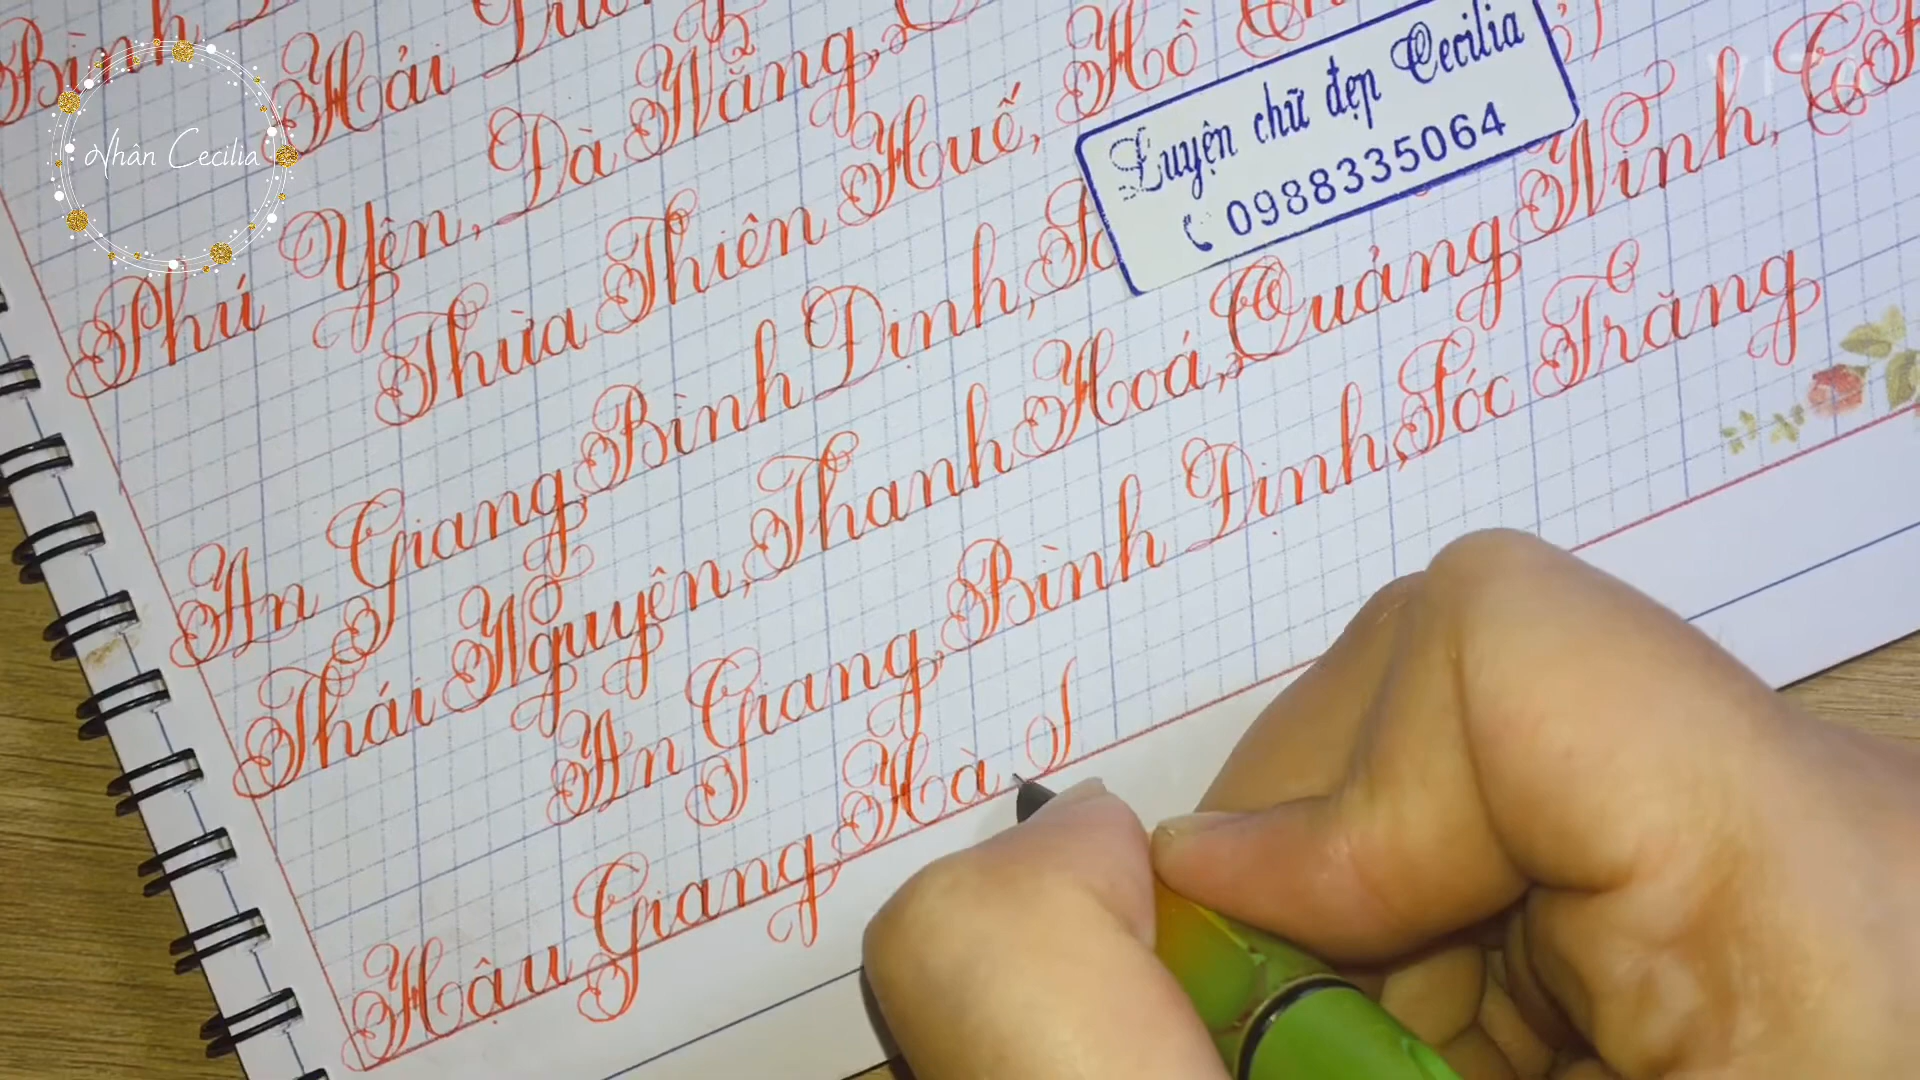 Bình
Hải
Nhân Cecilia
Phú Yên, Đà Nẵng,
Thừa Thiên Huế, Hồ
Luyện chữ đẹp Cecilia
0988335064
An Giang, Bình Định,
Thái Nguyên, Thanh Hoá, Quảng Ninh,
An Giang, Bình Định, Sóc Trăng
Hậu Giang, Hà